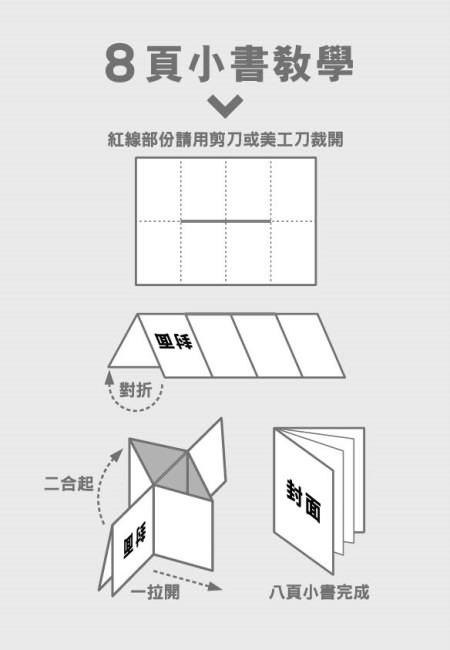 8頁小書教學
紅線部份請用剪刀或美工刀裁開
封面
對折
二合起
封面
封面
一拉開
八頁小書完成